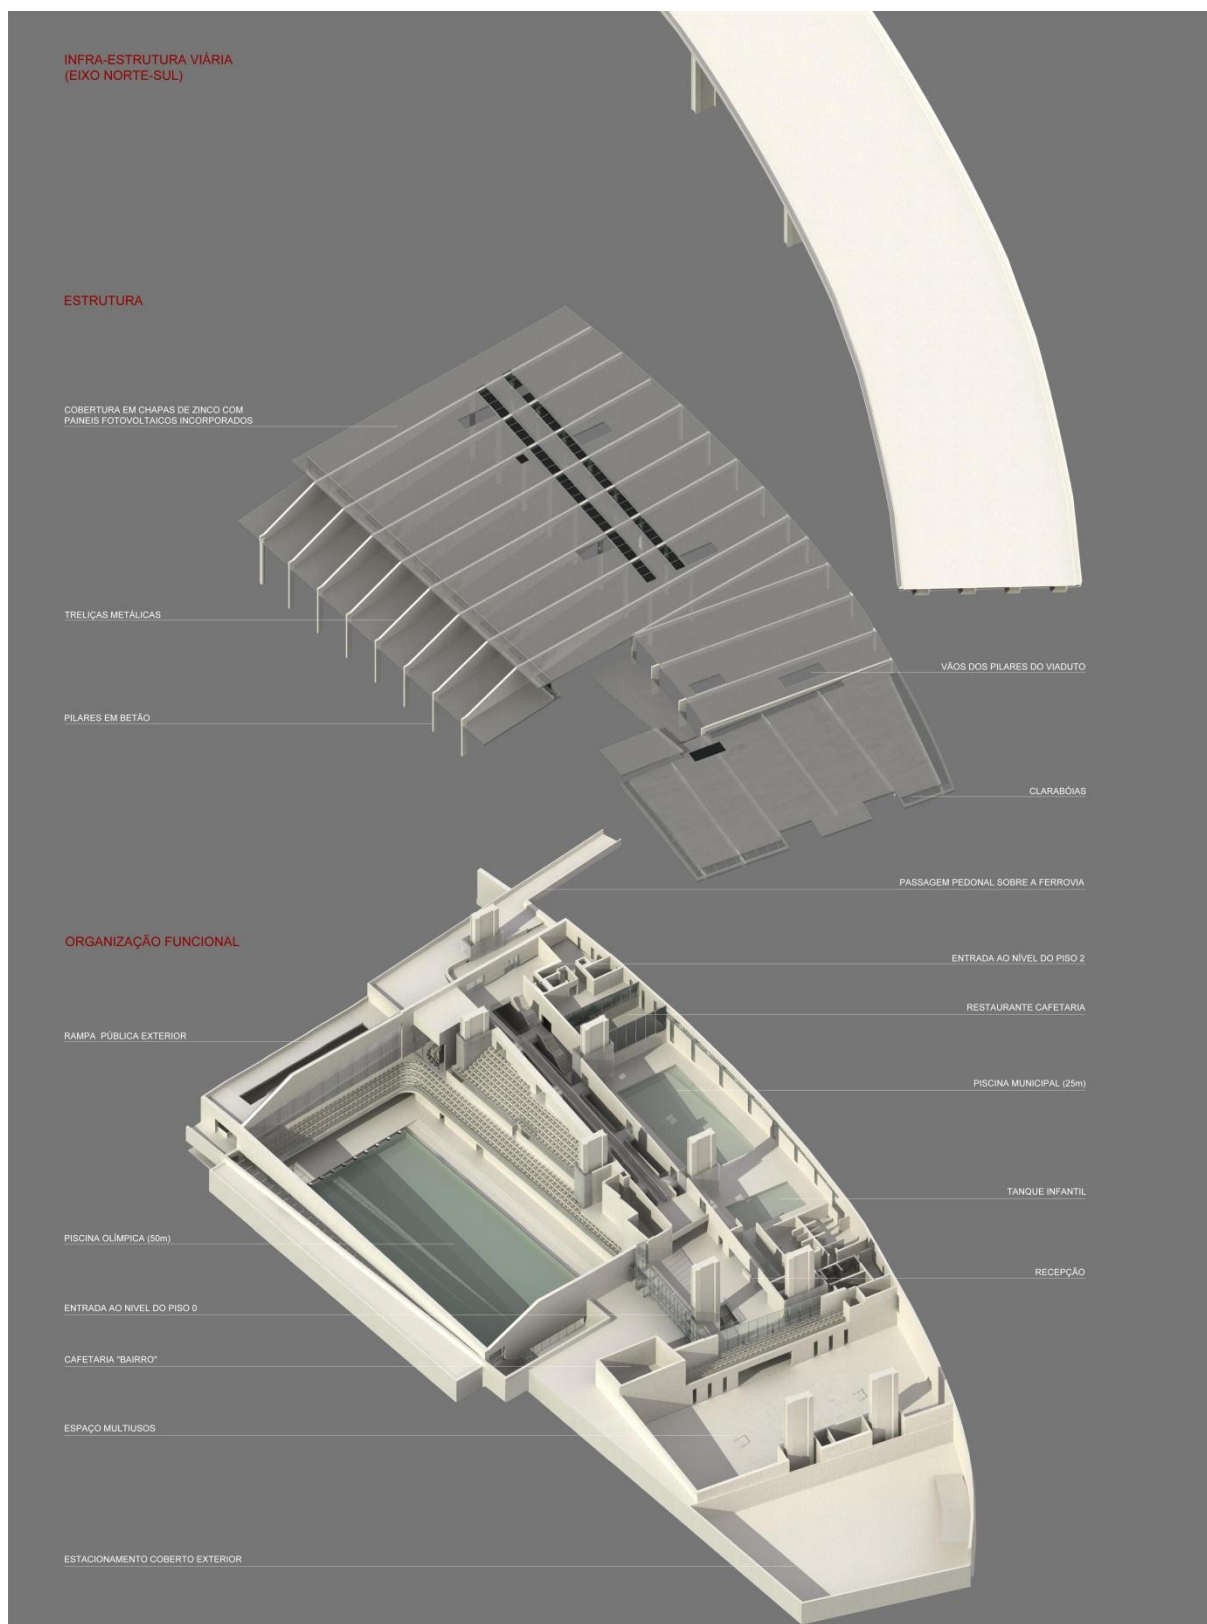 INFRA-ESTRUTURA VIÁRIA
(EIXO NORTE-SUL)
ESTRUTURA
COBERTURA EM CHAPAS DE ZINCO COM
PAINEIS FOTOVOLTAICOS INCORPORADOS
TRELIÇAS METÁLICAS
VÃOS DOS PILARES DO VIADUTO
PILARES EM BETÃO
CLARABÓIAS
PASSAGEM PEDONAL SOBRE A FERROVIA
ORGANIZAÇÃO FUNCIONAL
ENTRADA AO NÍVEL DO PISO 2
RESTAURANTE CAFETARIA
RAMPA PÚBLICA EXTERIOR
PISCINA MUNICIPAL (25m)
TANQUE INFANTIL
PISCINA OLÍMPICA (50m)
RECEPÇÃO
ENTRADA AO NIVEL DO PISO 0
CAFETARIA "BAIRRO"
ESPAÇO MULTIUSOS
ESTACIONAMENTO COBERTO EXTERIOR